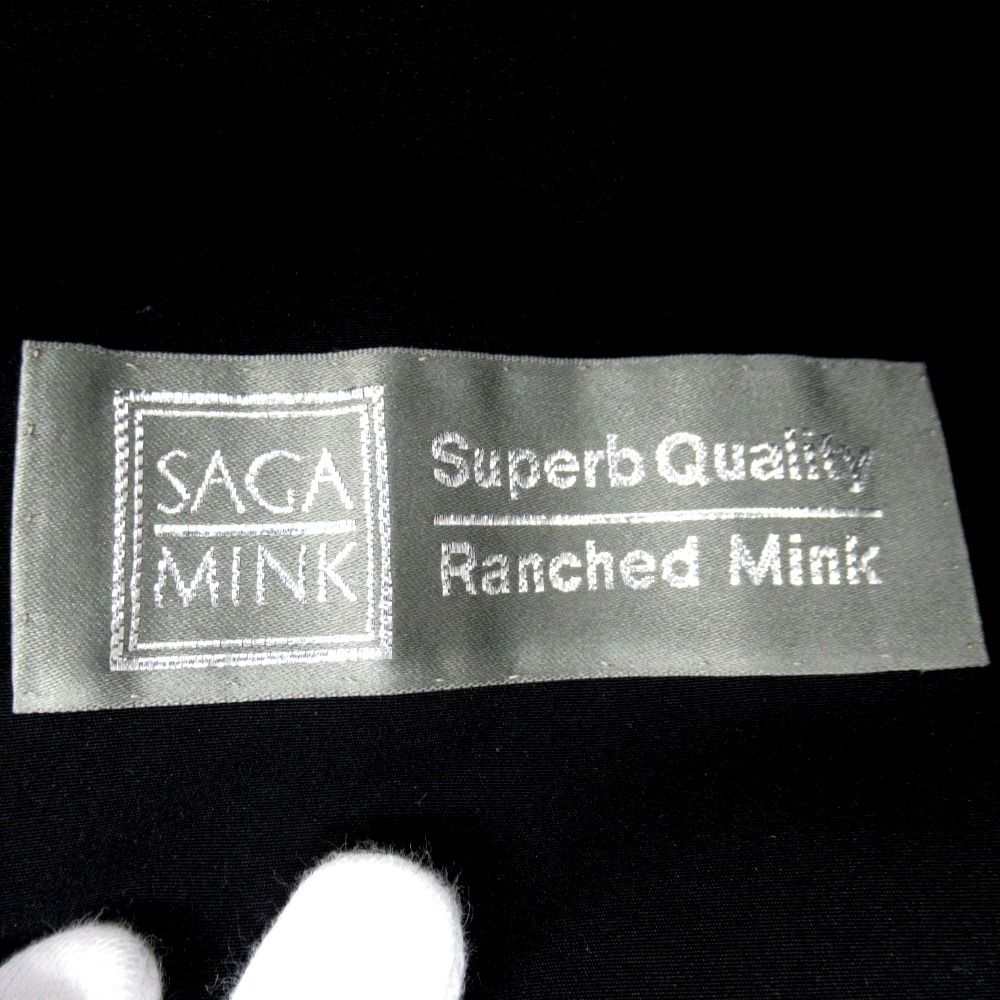 SAGA
MINK
Superb Quality
Ranched Mink